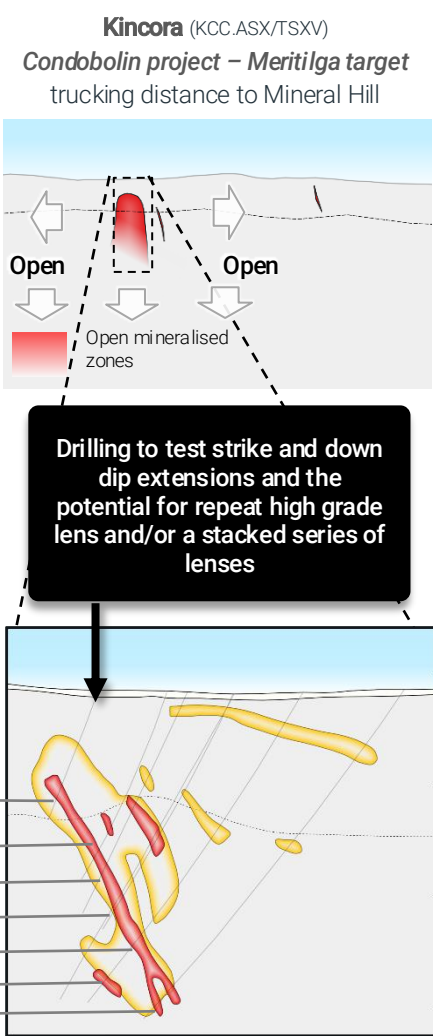 Kincora (KCC.ASX/TSXV)
Condobolin project – Meritilga target
trucking distance to Mineral Hill
Open
Open
Open mineralised
zones
Drilling to test strike and down
dip extensions and the
potential for repeat high grade
lens and/or a stacked series of
lenses